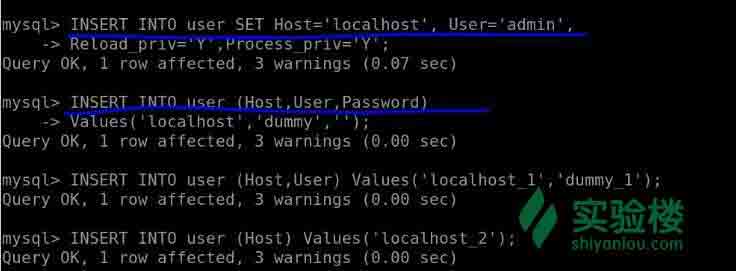 mysql> INSERT INTO user SET Host='localhost', User='admin',
    -> Reload_priv='Y',Process_priv='Y';
Query OK, 1 row affected, 3 warnings (0.07 sec)
mysql> INSERT INTO user (Host,User,Password)
    -> Values('localhost','dummy','');
Query OK, 1 row affected, 3 warnings (0.00 sec)
mysql> INSERT INTO user (Host,User) Values('localhost_1','dummy_1');
Query OK, 1 row affected, 3 warnings (0.00 sec)
mysql> INSERT INTO user (Host) Values('localhost_2');
Query OK, 1 row affected, 3 warnings (0.00 sec)
实验楼
shiyanlou.com